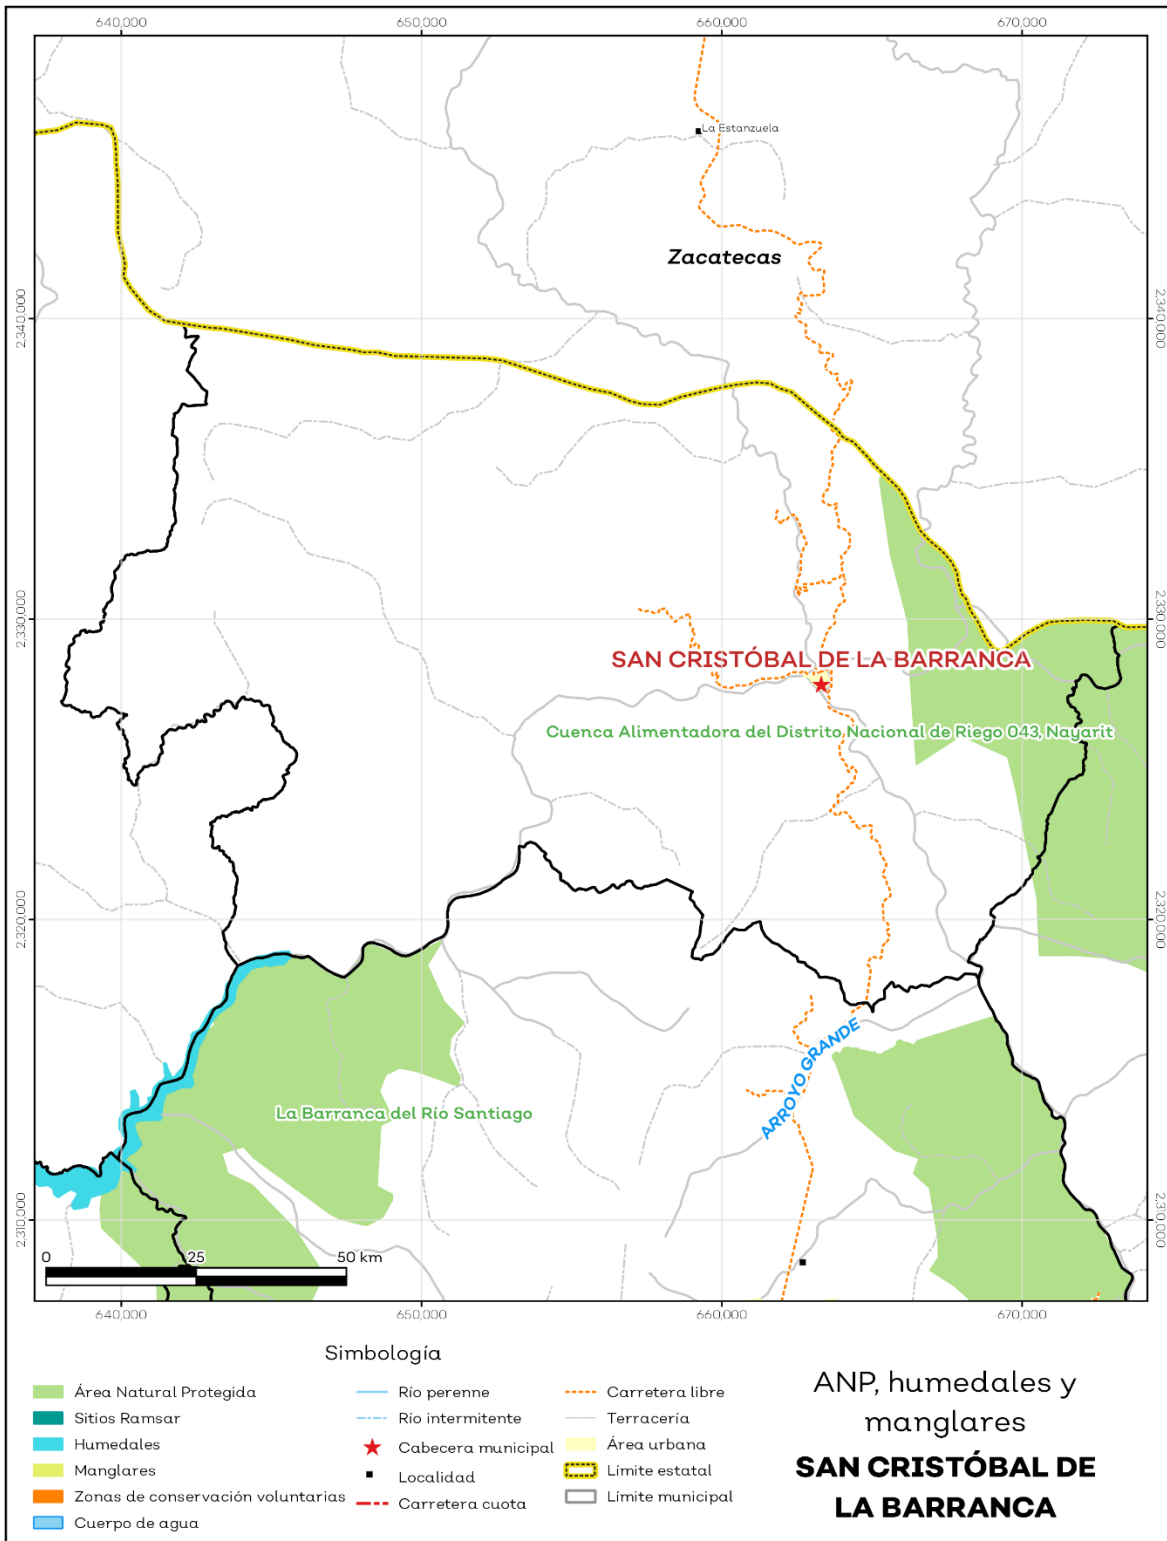 640,000 650,000 660,000 670,000
La Estanzuela
Zacatecas
2,340,000 2,340,000
2,330,000 2,330,000
SAN CRISTÓBAL DE LA BARRANCA
Cuenca Alimentadora del Distrito Nacional de Riego 043, Nayarit
2,320,000 2,320,000
ARROYO GRANDE
La Barranca del Río Santiago
2,310,000 2,310,000
0 25 50 km
640,000 650,000 660,000 670,000
Simbología
Área Natural Protegida
Sitios Ramsar
Humedales
Manglares
Zonas de conservación voluntarias
Cuerpo de agua
Río perenne
Río intermitente
Cabecera municipal
Localidad
Carretera cuota
Carretera libre
Terracería
Área urbana
Límite estatal
Límite municipal
ANP, humedales y
manglares
SAN CRISTÓBAL DE
LA BARRANCA